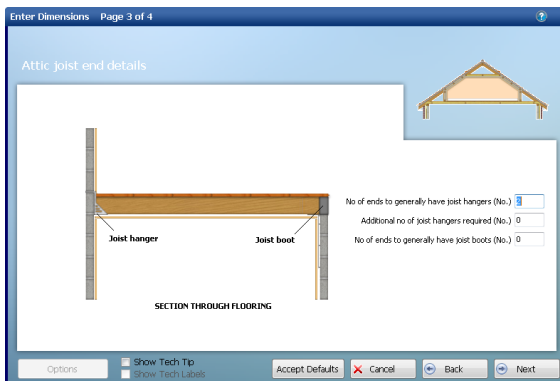 Enter Dimensions Page 3 of 4
Attic joist end details
No of ends to generally have joist hangers (No.)
Additional no of joist hangers required (No.) 0
No of ends to generally have joist boots (No.) 0
Joist hanger Joist boot
SECTION THROUGH FLOORING
Options
Show Tech Tip
Show Tech Labels
Accept Defaults Cancel Back Next